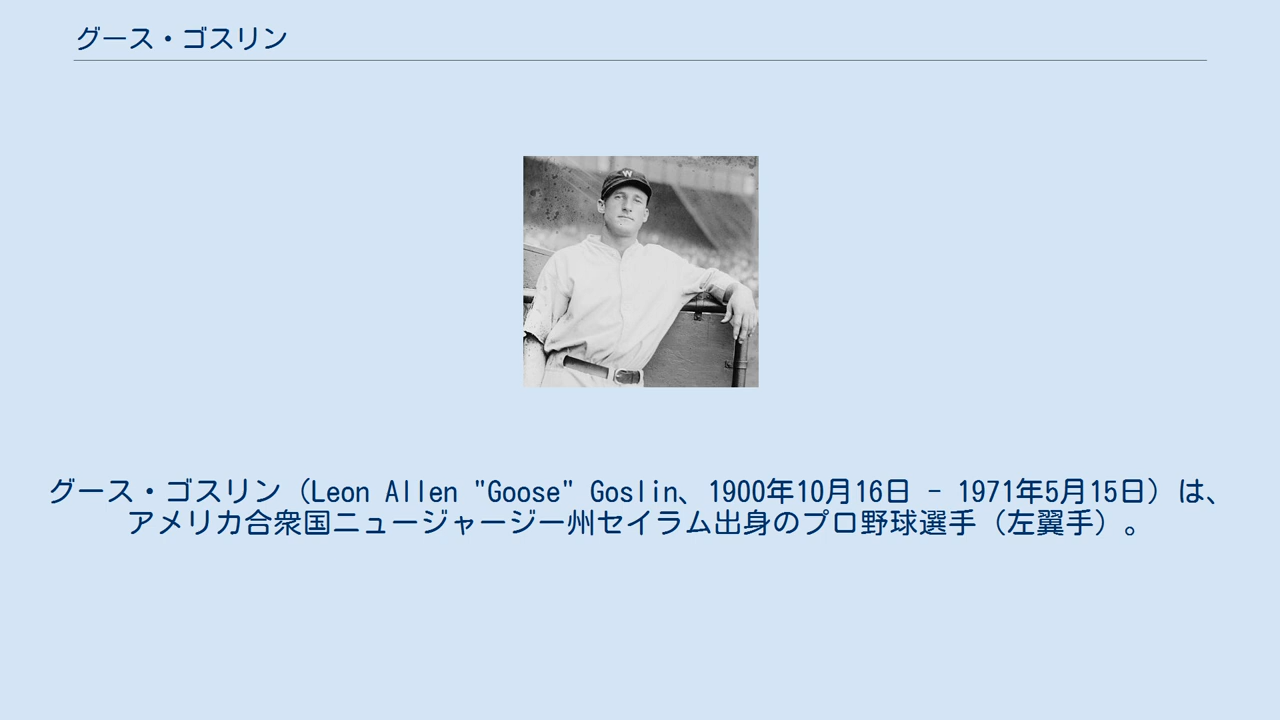 グース・ゴスリン
W
グース・ゴスリン（Leon Allen "Goose" Goslin、1900年10月16日 - 1971年5月15日）は、
アメリカ合衆国ニュージャージー州セイラム出身のプロ野球選手（左翼手）。